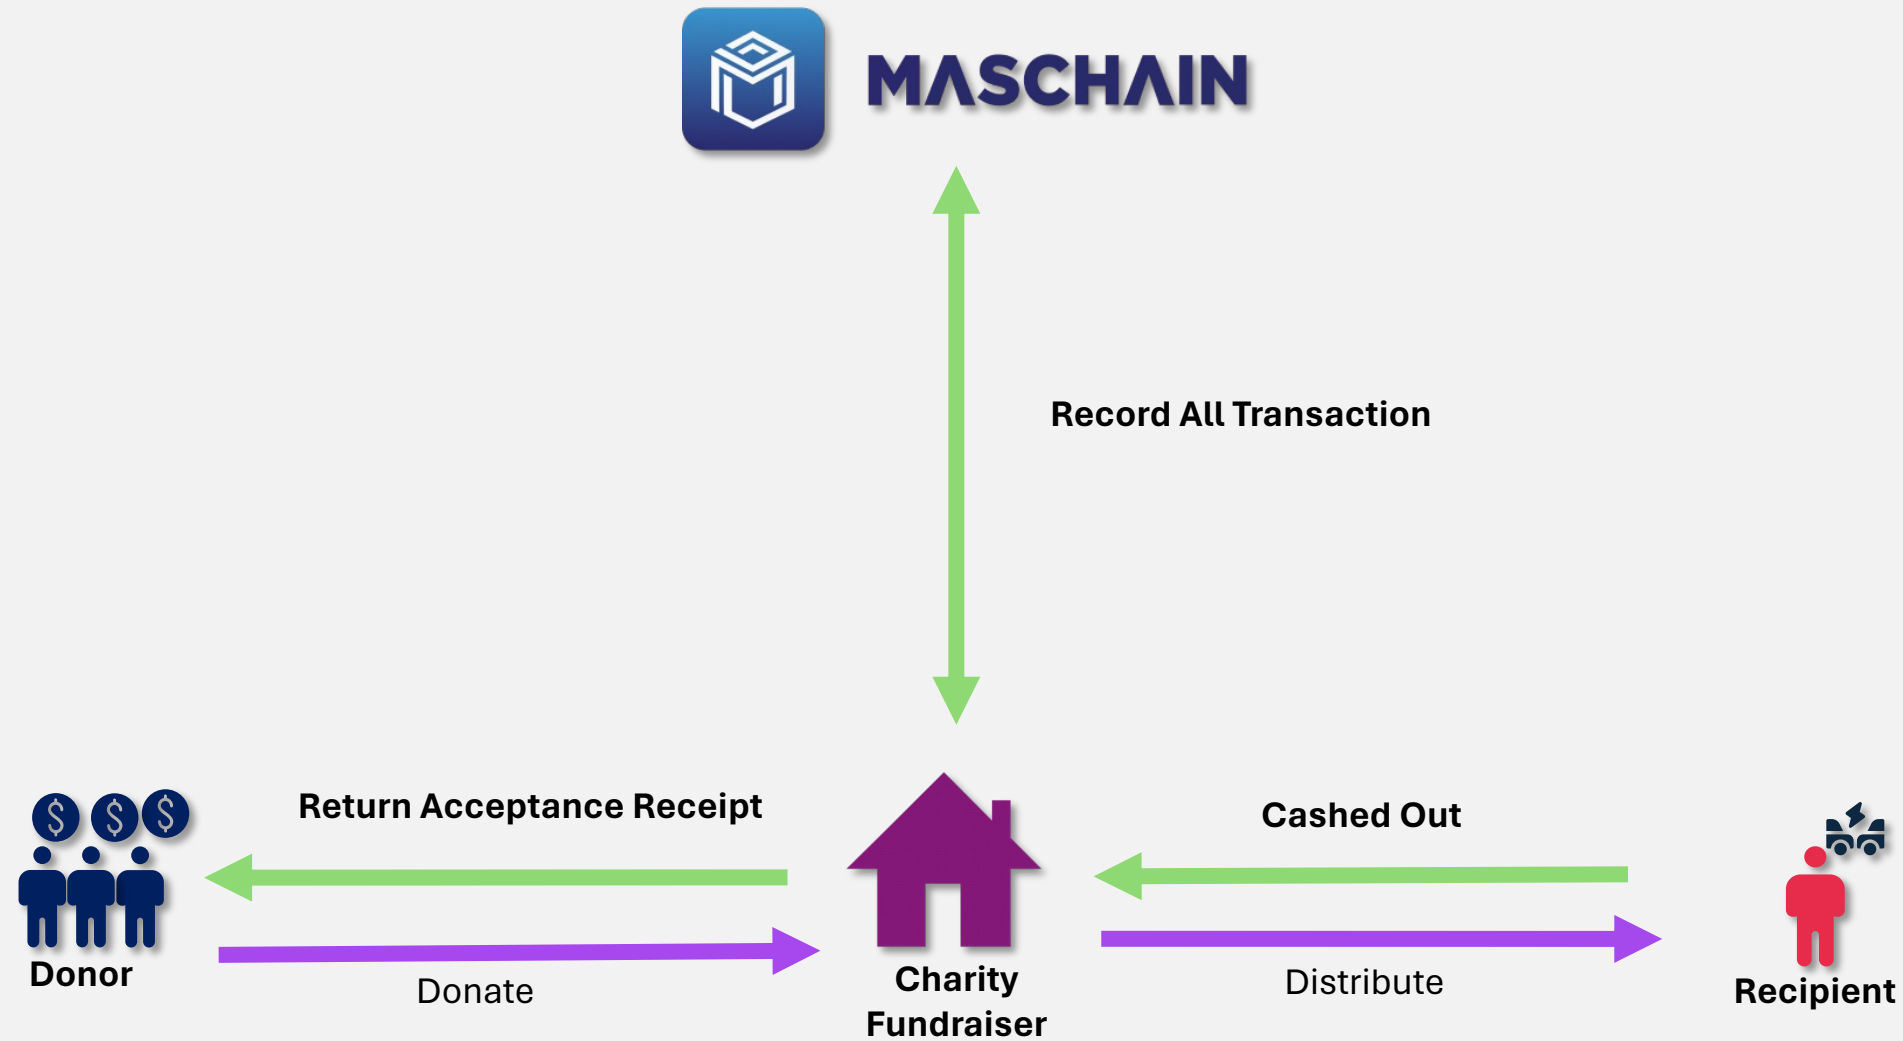 MASCHAIN
Record All Transaction
Return Acceptance Receipt
Cashed Out
$ $ $
Donor
Donate
Charity
Fundraiser
Distribute
Recipient